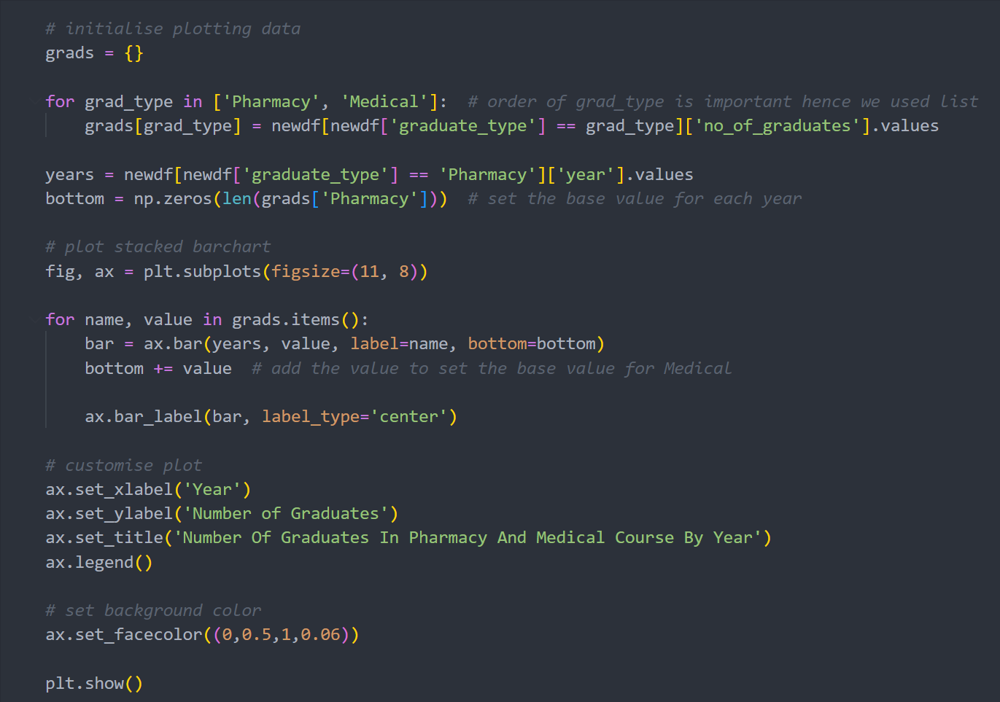 # initialise plotting data
grads = {}
for grad_type in ['Pharmacy', 'Medical']:  # order of grad_type is important hence we used list
    grads[grad_type] = newdf[newdf['graduate_type'] == grad_type]['no_of_graduates'].values
years = newdf[newdf['graduate_type'] == 'Pharmacy']['year'].values
bottom = np.zeros(len(grads['Pharmacy']))  # set the base value for each year
# plot stacked barchart
fig, ax = plt.subplots(figsize=(11, 8))
for name, value in grads.items():
    bar = ax.bar(years, value, label=name, bottom=bottom)
    bottom += value  # add the value to set the base value for Medical
    ax.bar_label(bar, label_type='center')
# customise plot
ax.set_xlabel('Year')
ax.set_ylabel('Number of Graduates')
ax.set_title('Number Of Graduates In Pharmacy And Medical Course By Year')
ax.legend()
# set background color
ax.set_facecolor((0,0.5,1,0.06))
plt.show()